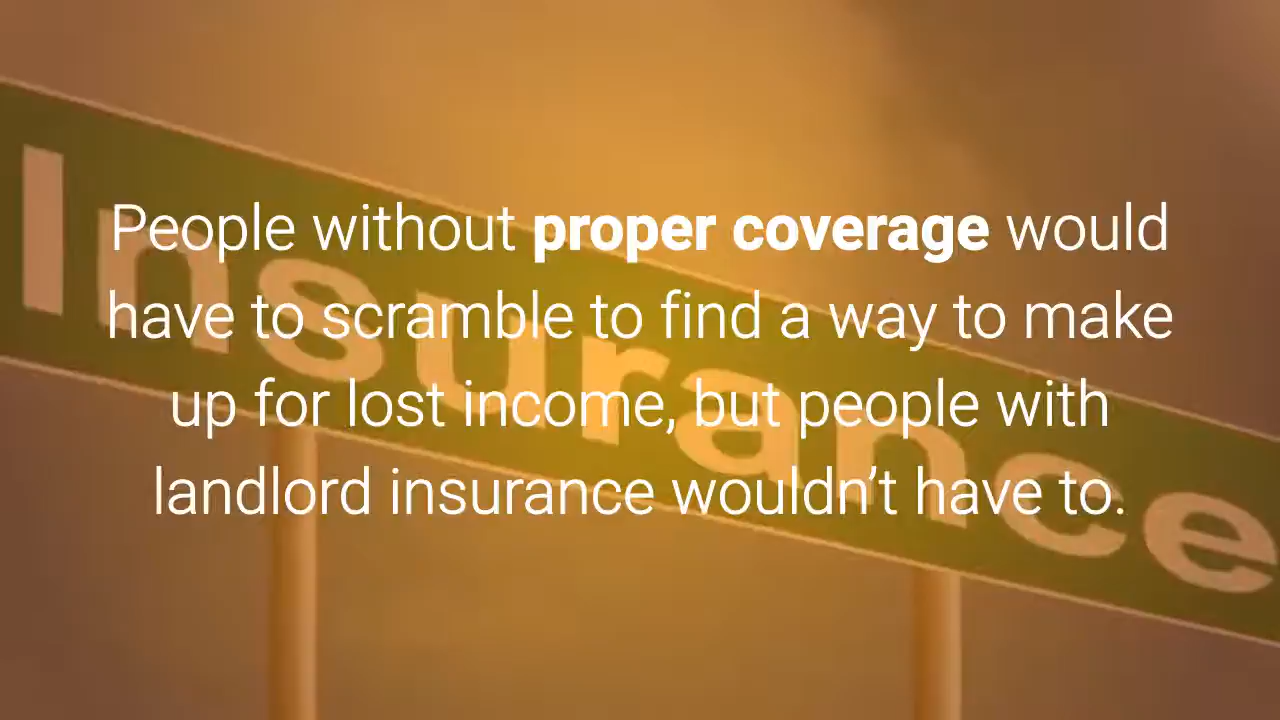 Insurance
People without proper coverage would
have to scramble to find a way to make
up for lost income, but people with
landlord insurance wouldn’t have to.